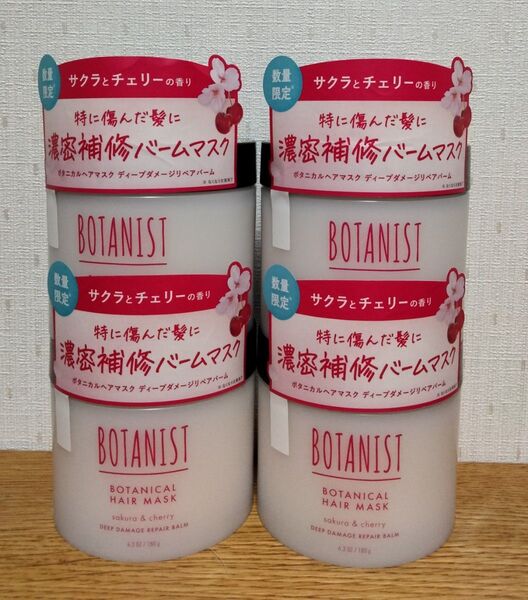 数量
限定*
サクラとチェリーの香り
特に傷んだ髪に
濃密補修バームマスク
ボタニカルヘアマスク ディープダメージリペアバーム
BOTANIST
数量
限定*
サクラとチェリーの香り
特に傷んだ髪に
濃密補修バームマスク
ボタニカルヘアマスク ディープダメージリペアバーム
BOTANIST
数量
限定*
サクラとチェリーの香り
特に傷んだ髪に
濃密補修バームマスク
ボタニカルヘアマスク ディープダメージリペアバーム
BOTANIST
BOTANICAL
HAIR MASK
sakura & cherry
DEEP DAMAGE REPAIR BALM
6.3 OZ / 180 g
数量
限定*
サクラとチェリーの香り
特に傷んだ髪に
濃密補修バームマスク
ボタニカルヘアマスク ディープダメージリペアバーム
BOTANIST
BOTANICAL
HAIR MASK
sakura & cherry
DEEP DAMAGE REPAIR BALM
6.3 OZ / 180 g